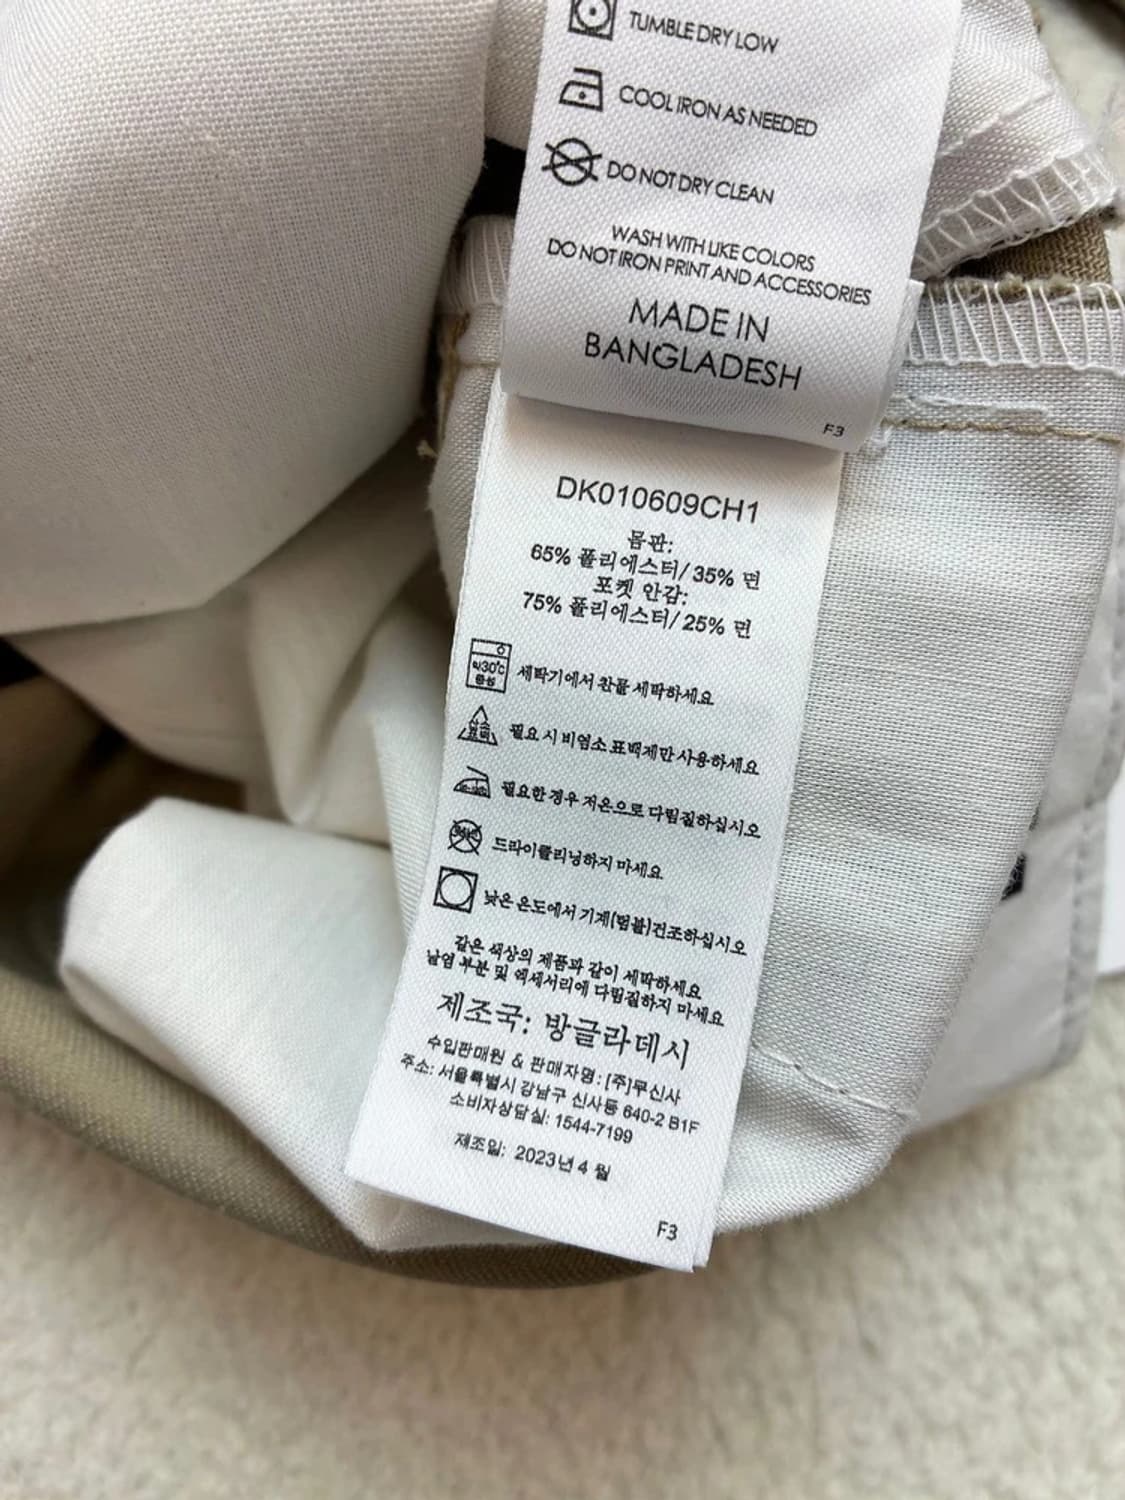 TUMBLE DRY LOW
COOL IRON AS NEEDED
DO NOT DRY CLEAN
WASH WITH LIKE COLORS
DO NOT IRON PRINT AND ACCESSORIES
MADE IN
BANGLADESH
F3
DK010609CH1
몸판:
65% 폴리에스터/ 35% 면
포켓 안감:
75% 폴리에스터/ 25% 면
약30℃
중성
세탁기에서 찬물 세탁하세요
산소
표백
필요 시 비염소 표백제만 사용하세요
필요한 경우 저온으로 다림질하십시오
드라이클리닝하지 마세요
낮은 온도에서 기계(텀블)건조하십시오
같은 색상의 제품과 같이 세탁하세요
날염 부분 및 엑세서리에 다림질하지 마세요
제조국: 방글라데시
수입판매원 & 판매자명: (주)무신사
주소: 서울특별시 강남구 신사동 640-2 B1F
소비자상담실: 1544-7199
제조일: 2023년 4 월
F3